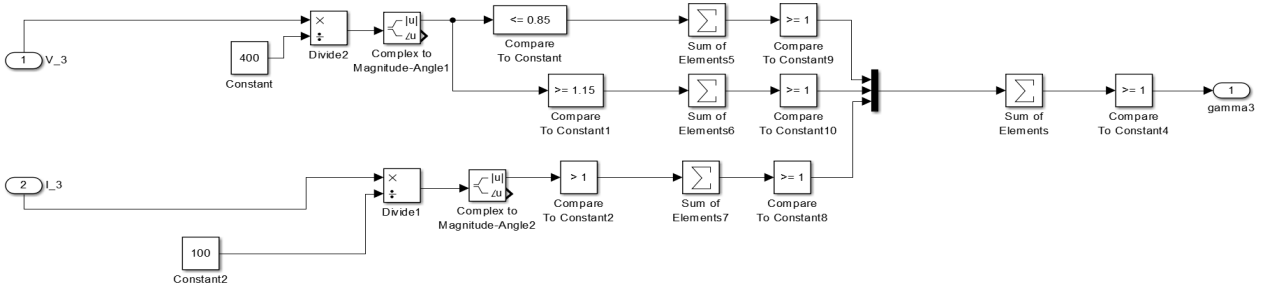 1
V_3
400
Constant
×
÷
Divide2
|u|
∠u
Complex to
Magnitude-Angle1
<= 0.85
Compare
To Constant
∑
Sum of
Elements5
>= 1
Compare
To Constant9
>= 1.15
Compare
To Constant1
∑
Sum of
Elements6
>= 1
Compare
To Constant10
∑
Sum of
Elements
>= 1
Compare
To Constant4
1
gamma3
2
I_3
100
Constant2
×
÷
Divide1
|u|
∠u
Complex to
Magnitude-Angle2
> 1
Compare
To Constant2
∑
Sum of
Elements7
>= 1
Compare
To Constant8